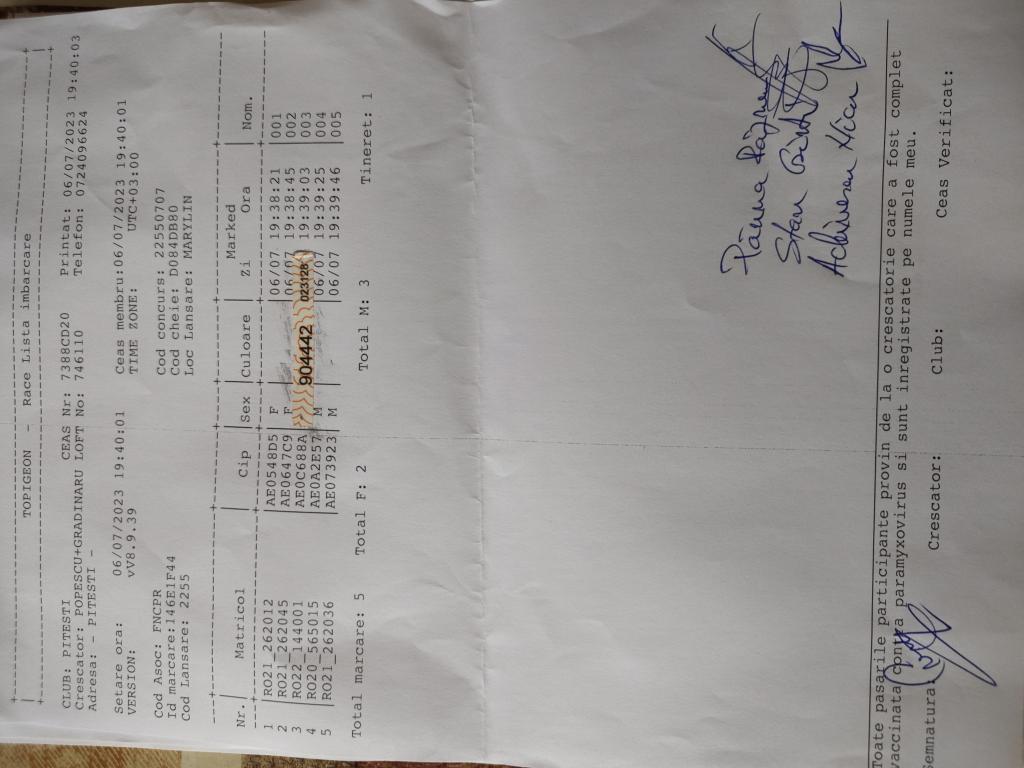 TOPIGEON - Race Lista imbarcare
CLUB: PITESTI CEAS Nr: 7388CD20 Printat: 06/07/2023 19:40:03
Crescator: POPESCU+GRADINARU LOFT No: 746110 Telefon: 0724096624
Adresa: - PITESTI -
Setare ora: 06/07/2023 19:40:01 Ceas membru:06/07/2023 19:40:01
VERSION: vV8.9.39 TIME ZONE: UTC+03:00
Cod Asoc: FNCPR Cod concurs: 22550707
Id marcare:146E1F44 Cod cheie: D084DB80
Cod Lansare: 2255 Loc Lansare: MARYLIN
Marked
Nr.| Matricol | Cip |Sex |Culoare | Zi Ora | Nom.
1 |RO21_262012 |AE0548D5| F | |06/07 19:38:21 |001
2 |RO21_262045 |AE0647C9| F | |06/07 19:38:45 |002
3 |RO22_144001 |AE0C688A| 19:39:03 |003
4 |RO20_565015 |AE0A2E57| M | |06/07 19:39:25 |004
5 |RO21_262036 |AE073923| M | |06/07 19:39:46 |005
904442 023128
Total marcare: 5 Total F: 2 Total M: 3 Tineret: 1
Stan
Toate pasarile participante provin de la o crescatorie care a fost complet
vaccinata contra paramyxovirus si sunt inregistrate pe numele meu.
Semnatura: Crescator: Club: Ceas Verificat: